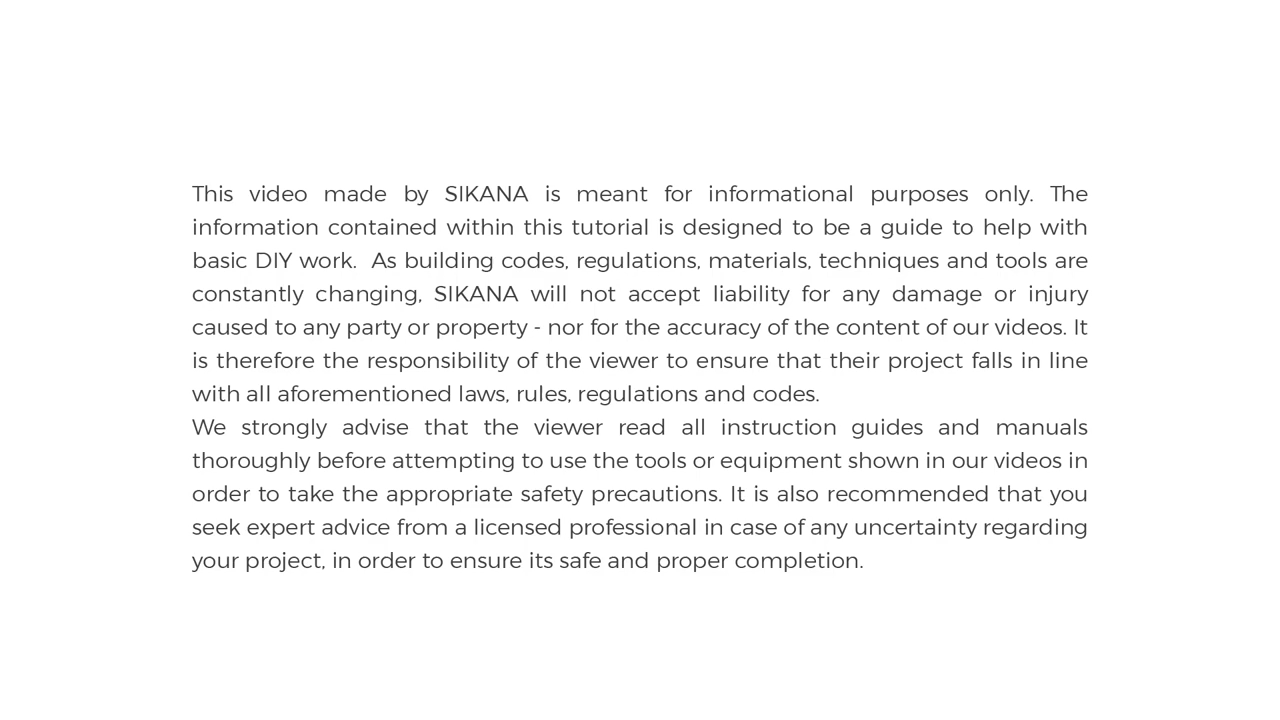 This video made by SIKANA is meant for informational purposes only. The
information contained within this tutorial is designed to be a guide to help with
basic DIY work.  As building codes, regulations, materials, techniques and tools are
constantly changing, SIKANA will not accept liability for any damage or injury
caused to any party or property - nor for the accuracy of the content of our videos. It
is therefore the responsibility of the viewer to ensure that their project falls in line
with all aforementioned laws, rules, regulations and codes.
We strongly advise that the viewer read all instruction guides and manuals
thoroughly before attempting to use the tools or equipment shown in our videos in
order to take the appropriate safety precautions. It is also recommended that you
seek expert advice from a licensed professional in case of any uncertainty regarding
your project, in order to ensure its safe and proper completion.